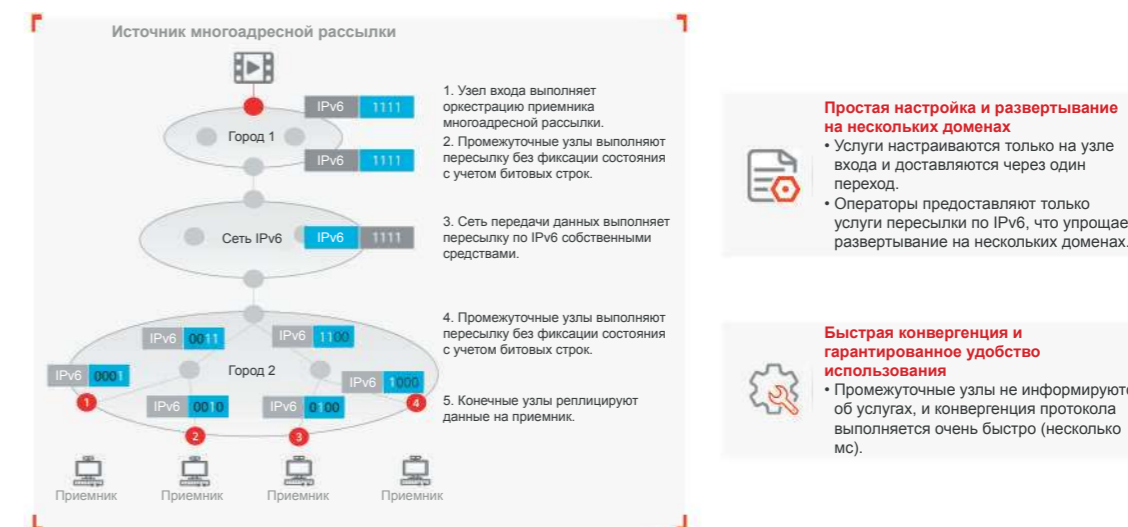 Источник многоадресной рассылки
IPv6 1111
Город 1
IPv6 1111
Сеть IPv6
IPv6 1111
IPv6 0011
IPv6 1100
Город 2
IPv6 0001
IPv6 1000
IPv6 0010
IPv6 0100
1
4
2
3
Приемник
Приемник
Приемник
Приемник
1. Узел входа выполняет
оркестрацию приемника
многоадресной рассылки.
2. Промежуточные узлы выполняют
пересылку без фиксации состояния
с учетом битовых строк.
3. Сеть передачи данных выполняет
пересылку по IPv6 собственными
средствами.
4. Промежуточные узлы выполняют
пересылку без фиксации состояния
с учетом битовых строк.
5. Конечные узлы реплицируют
данные на приемник.
Простая настройка и развертывание
на нескольких доменах
• Услуги настраиваются только на узле
входа и доставляются через один
переход.
• Операторы предоставляют только
услуги пересылки по IPv6, что упрощае
развертывание на нескольких доменах.
Быстрая конвергенция и
гарантированное удобство
использования
• Промежуточные узлы не информируютс
об услугах, и конвергенция протокола
выполняется очень быстро (несколько
мс).